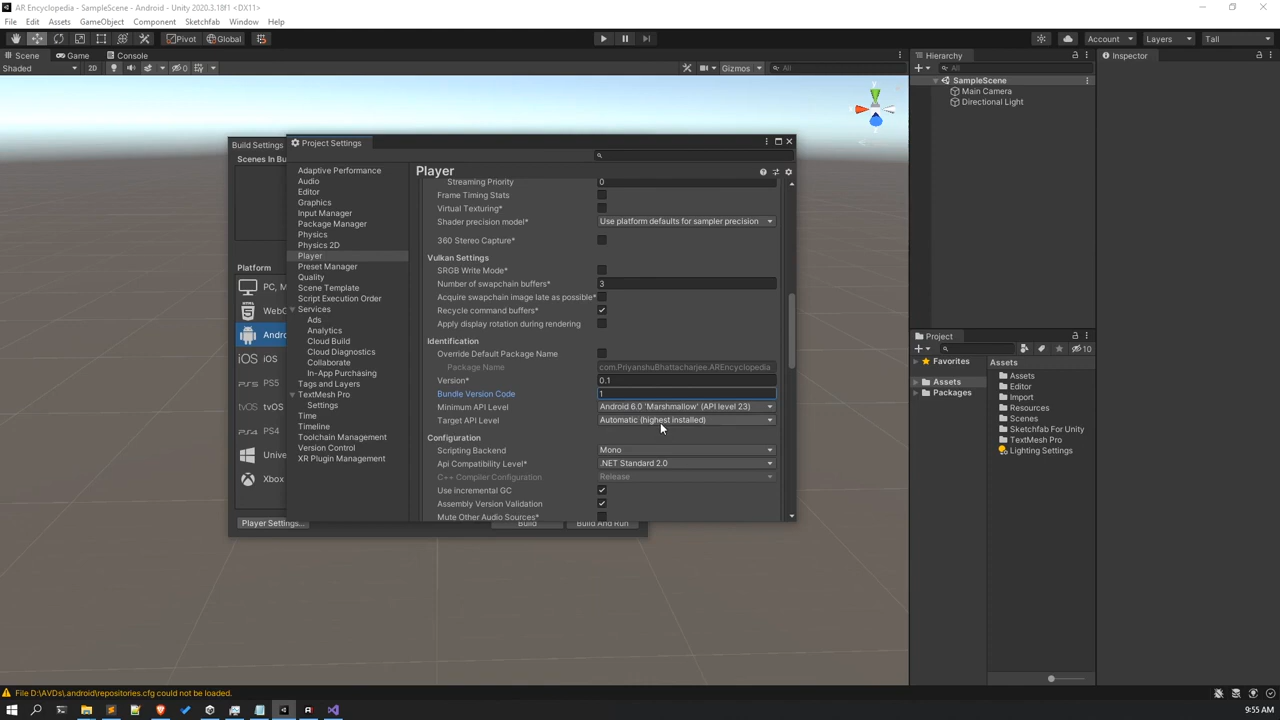 AR Encyclopedia - SampleScene - Android - Unity 2020.3.18f1 <DX11>
File Edit Assets GameObject Component Sketchfab Window Help
Pivot Global Account Layers Tall
Scene Game Console Hierarchy Inspector
Shaded 2D 0 Gizmos All All
SampleScene
Main Camera
Directional Light
y
x
z
Build Settings
Scenes In Bu
Platform
PC, M
WebG
Andro
iOS iOS
PS5
tvOS
PS4
Unive
Xbox
Player Settings...
Build
Build And Run
Project Settings
Adaptive Performance
Audio
Editor
Graphics
Input Manager
Package Manager
Physics
Physics 2D
Player
Preset Manager
Quality
Scene Template
Script Execution Order
Services
Ads
Analytics
Cloud Build
Cloud Diagnostics
Collaborate
In-App Purchasing
Tags and Layers
TextMesh Pro
Settings
Time
Timeline
Toolchain Management
Version Control
XR Plugin Management
Player
Streaming Priority 0
Frame Timing Stats
Virtual Texturing*
Shader precision model* Use platform defaults for sampler precision
360 Stereo Capture*
Vulkan Settings
SRGB Write Mode*
Number of swapchain buffers* 3
Acquire swapchain image late as possible*
Recycle command buffers*
Apply display rotation during rendering
Identification
Override Default Package Name
Package Name com.PriyanshuBhattacharjee.AREncyclopedia
Version* 0.1
Bundle Version Code 1
Minimum API Level Android 6.0 'Marshmallow' (API level 23)
Target API Level Automatic (highest installed)
Configuration
Scripting Backend Mono
Api Compatibility Level* .NET Standard 2.0
C++ Compiler Configuration Release
Use incremental GC
Assembly Version Validation
Mute Other Audio Sources*
Project
10
Favorites
Assets
Packages
Assets
Assets
Editor
Import
Resources
Scenes
Sketchfab For Unity
TextMesh Pro
Lighting Settings
File D:\AVDs\.android\repositories.cfg could not be loaded.
9:55 AM